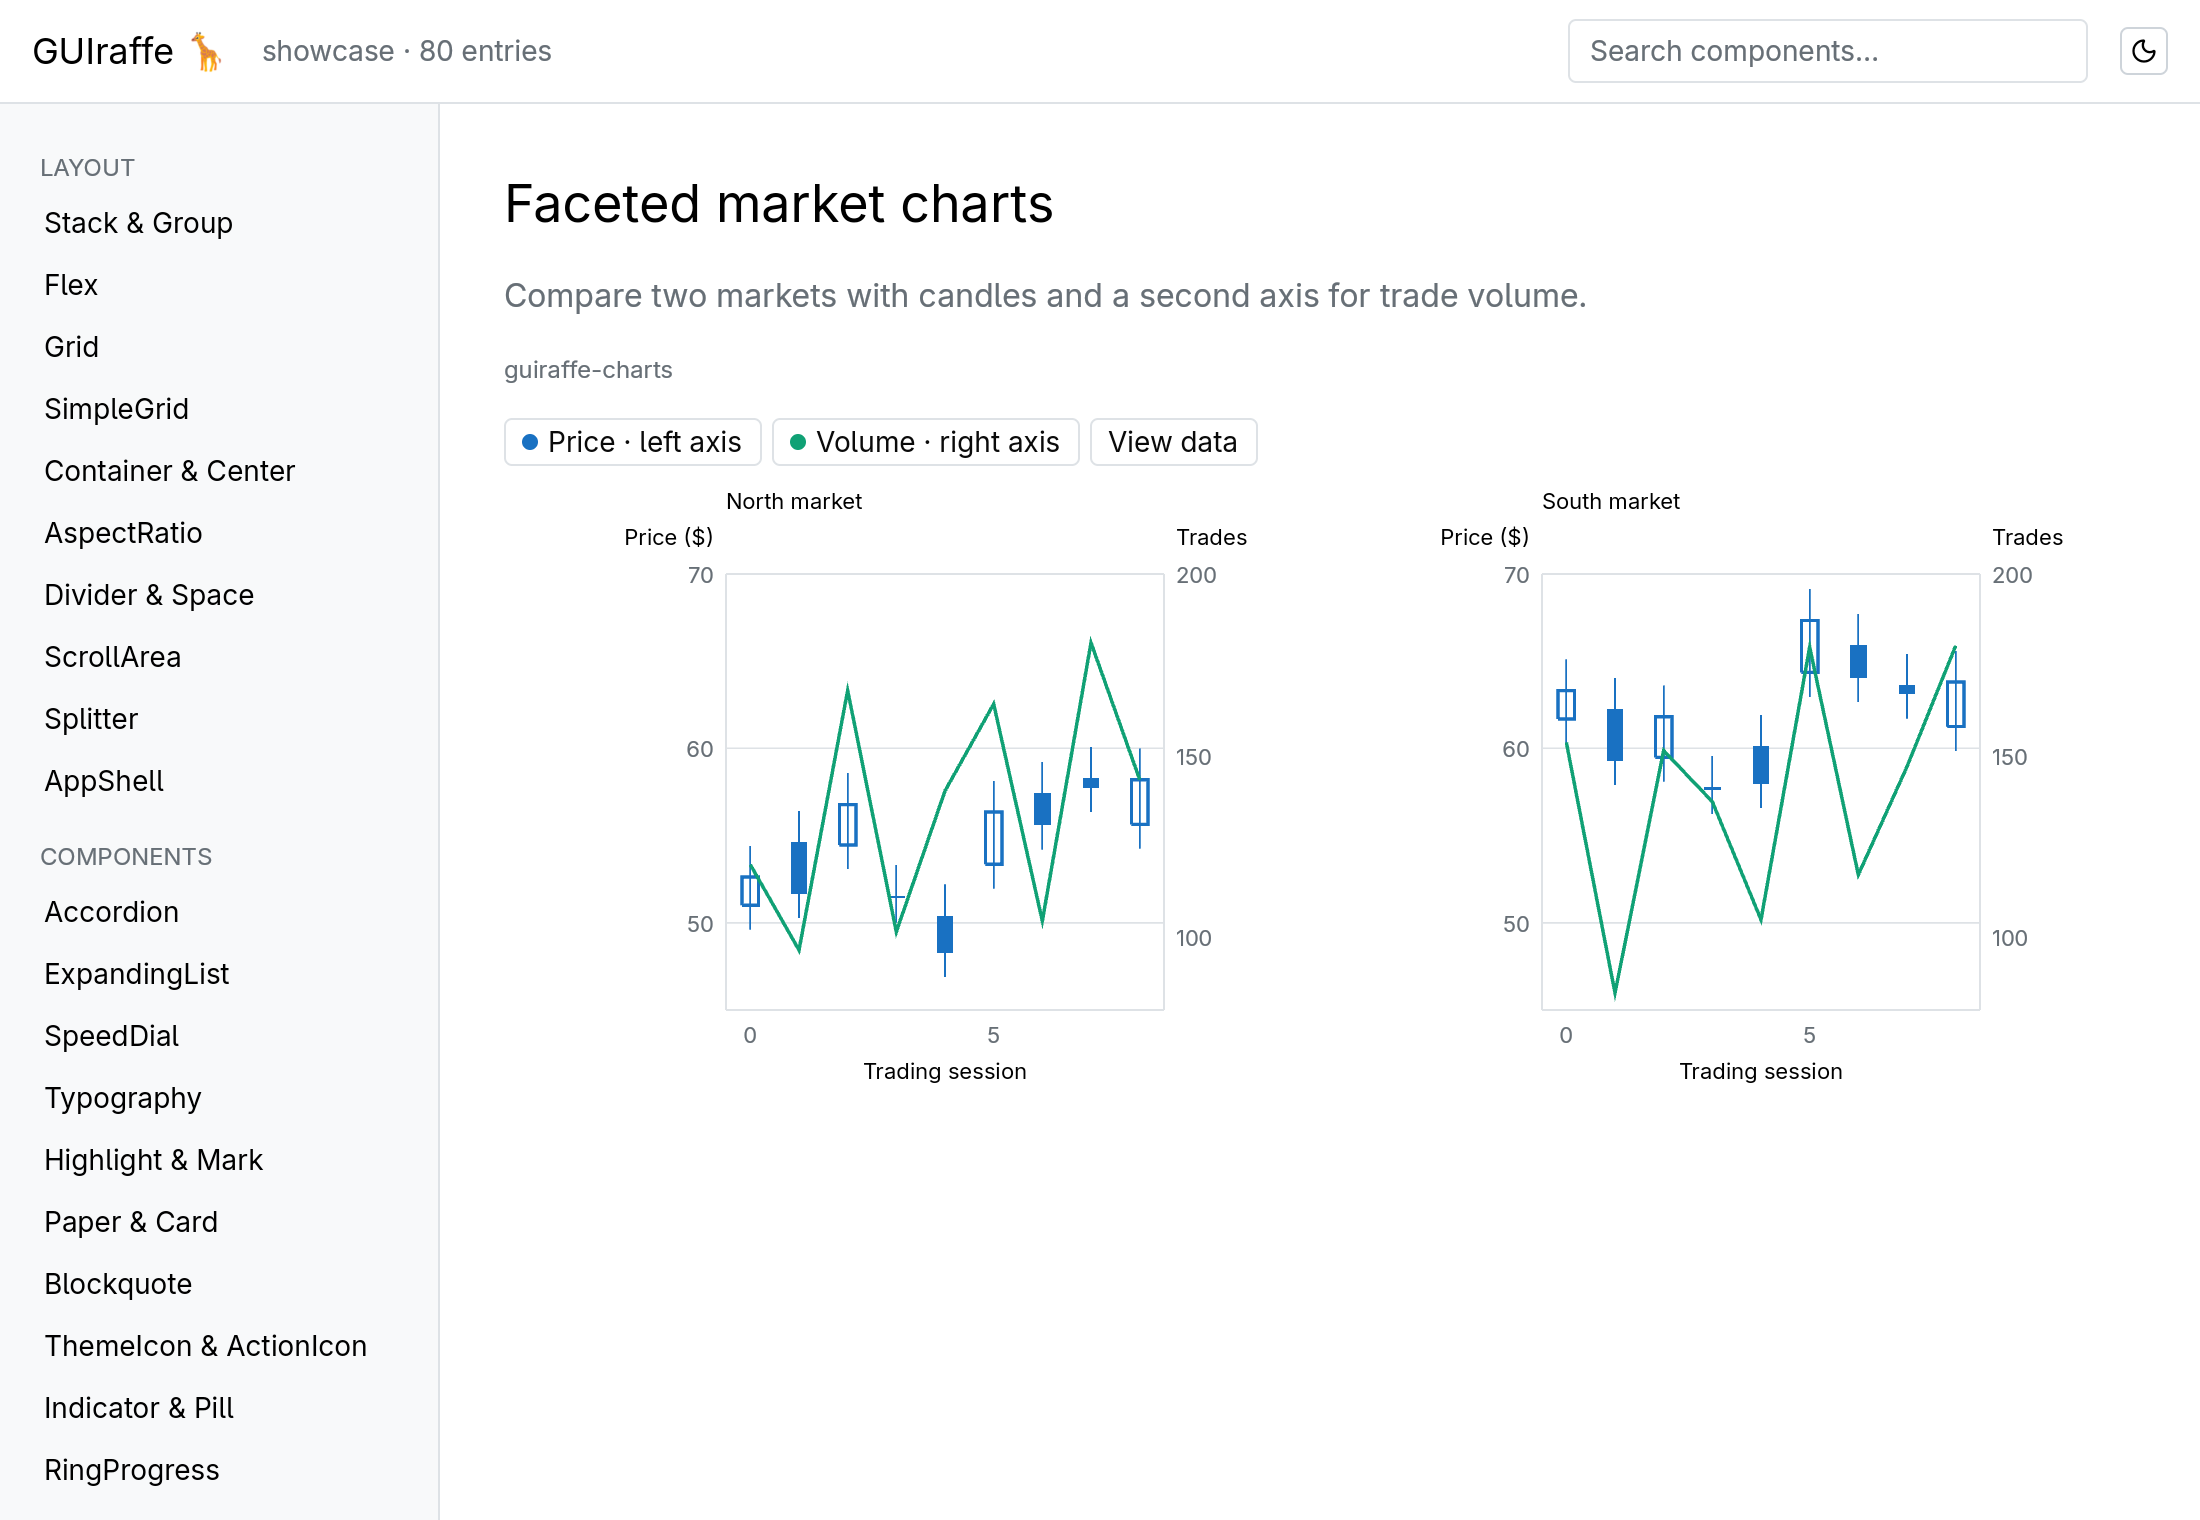 GUIraffe 🦒 showcase · 80 entries
Search components...
LAYOUT
Stack & Group
Flex
Grid
SimpleGrid
Container & Center
AspectRatio
Divider & Space
ScrollArea
Splitter
AppShell
COMPONENTS
Accordion
ExpandingList
SpeedDial
Typography
Highlight & Mark
Paper & Card
Blockquote
ThemeIcon & ActionIcon
Indicator & Pill
RingProgress
Faceted market charts
Compare two markets with candles and a second axis for trade volume.
guiraffe-charts
Price · left axis
Volume · right axis
View data
North market
Price ($)
Trades
70
60
50
200
150
100
0
5
Trading session
South market
Price ($)
Trades
70
60
50
200
150
100
0
5
Trading session